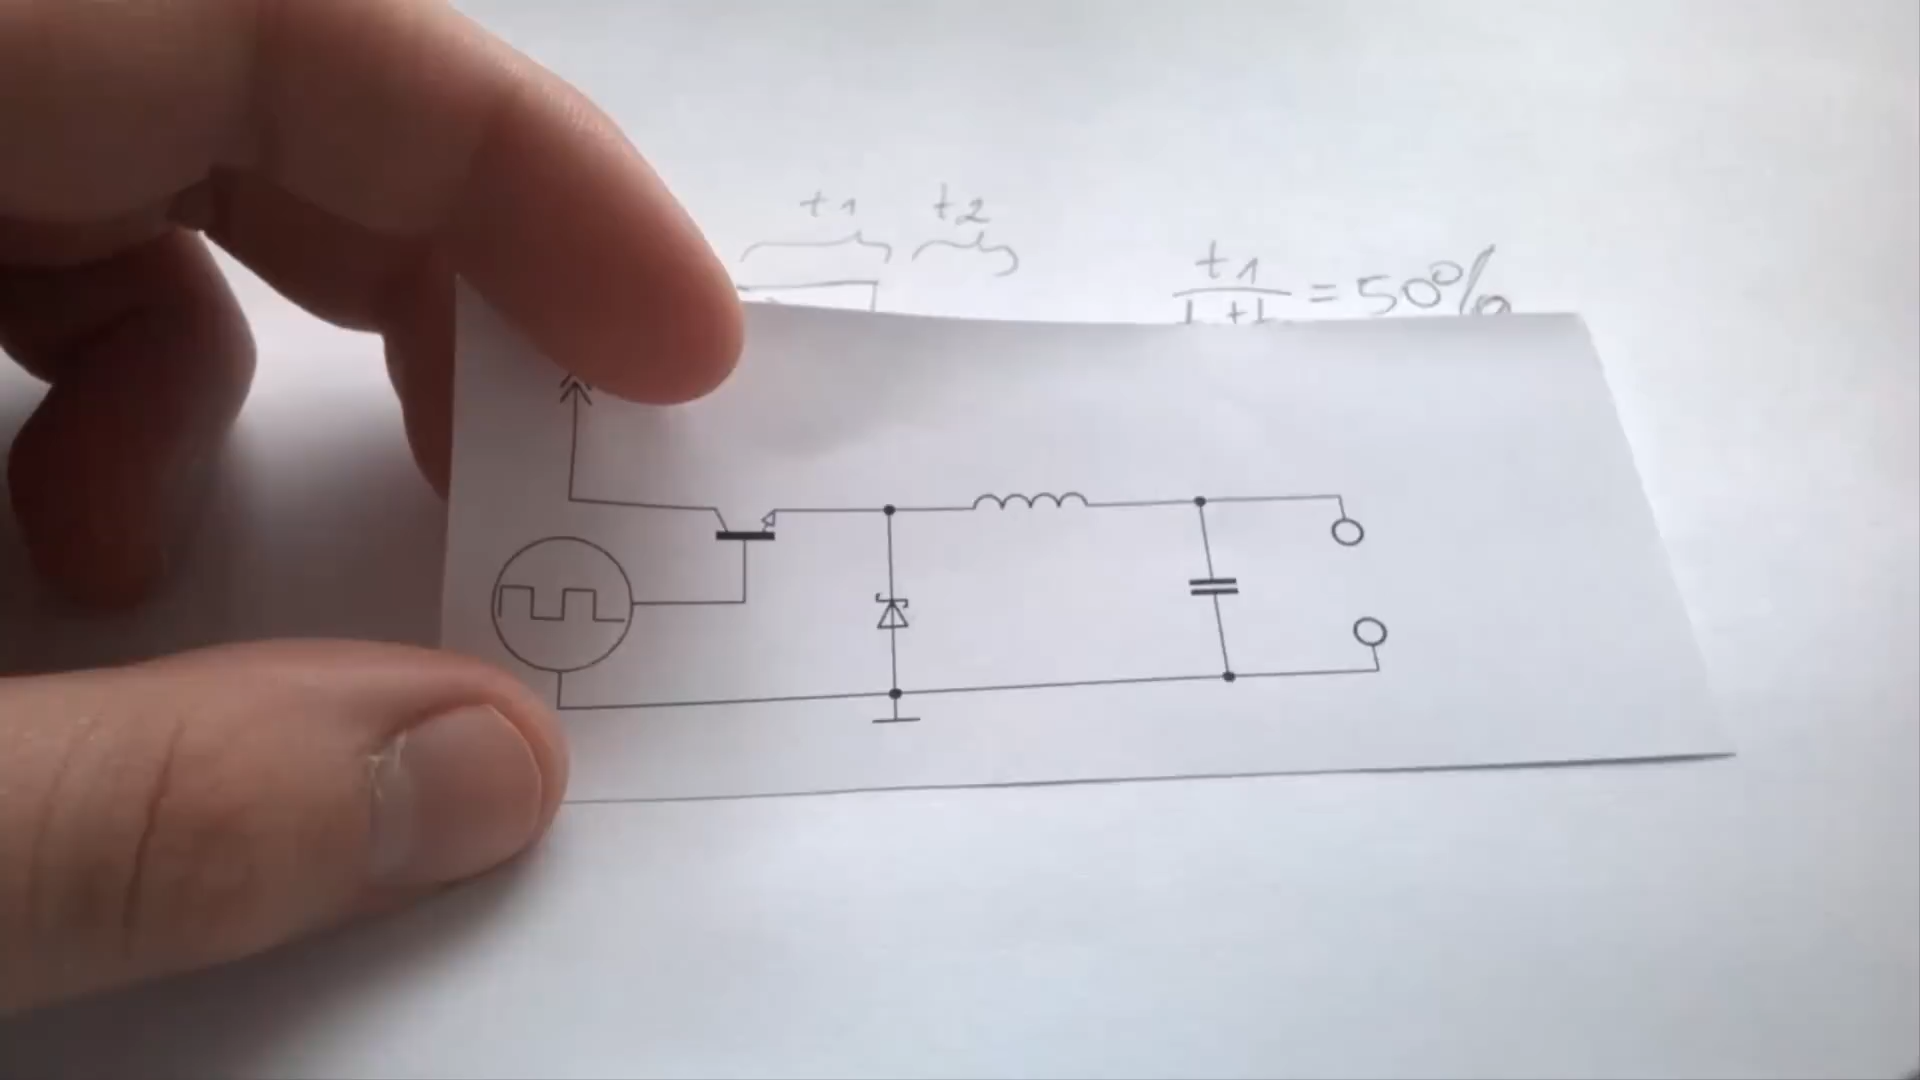 t1 t2
t1 = 50%